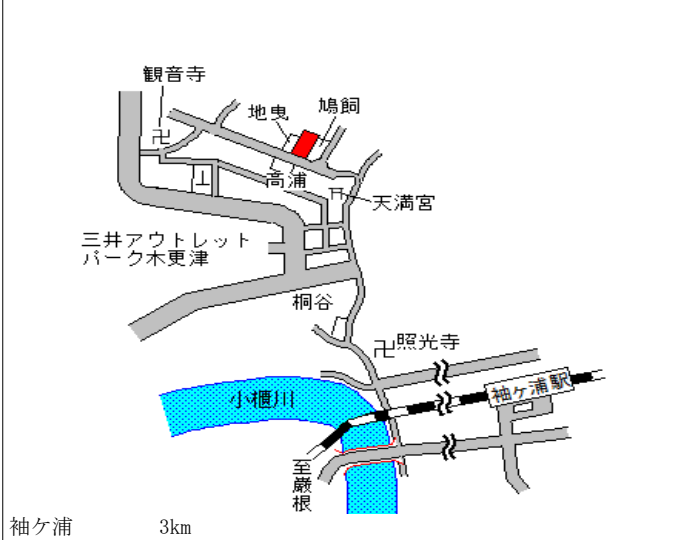 観音寺
地曳
鳩飼
高浦
天満宮
三井アウトレット
パーク木更津
桐谷
卍照光寺
小櫃川
袖ヶ浦駅
至巌根
袖ケ浦 3km